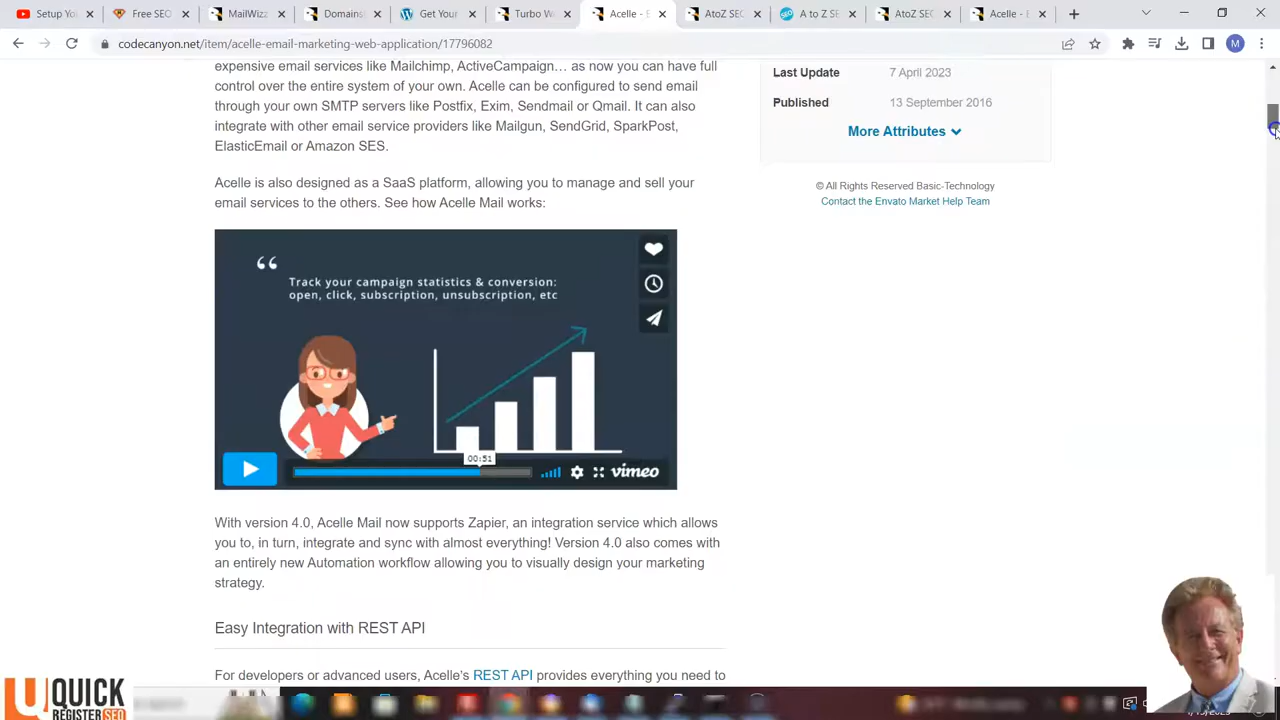 Setup You
Free SEO
MailWizz
Domains
Get Your
Turbo We
Acelle - E
AtoZ SEC
A to Z SE
AtoZ SEC
Acelle - E
codecanyon.net/item/acelle-email-marketing-web-application/17796082
M
expensive email services like Mailchimp, ActiveCampaign… as now you can have full
control over the entire system of your own. Acelle can be configured to send email
through your own SMTP servers like Postfix, Exim, Sendmail or Qmail. It can also
integrate with other email service providers like Mailgun, SendGrid, SparkPost,
ElasticEmail or Amazon SES.
Acelle is also designed as a SaaS platform, allowing you to manage and sell your
email services to the others. See how Acelle Mail works:
“ Track your campaign statistics & conversion:
open, click, subscription, unsubscription, etc
00:51
vimeo
With version 4.0, Acelle Mail now supports Zapier, an integration service which allows
you to, in turn, integrate and sync with almost everything! Version 4.0 also comes with
an entirely new Automation workflow allowing you to visually design your marketing
strategy.
Easy Integration with REST API
For developers or advanced users, Acelle's REST API provides everything you need to
Last Update 7 April 2023
Published 13 September 2016
More Attributes
© All Rights Reserved Basic-Technology
Contact the Envato Market Help Team
QUICK
REGISTERSEO